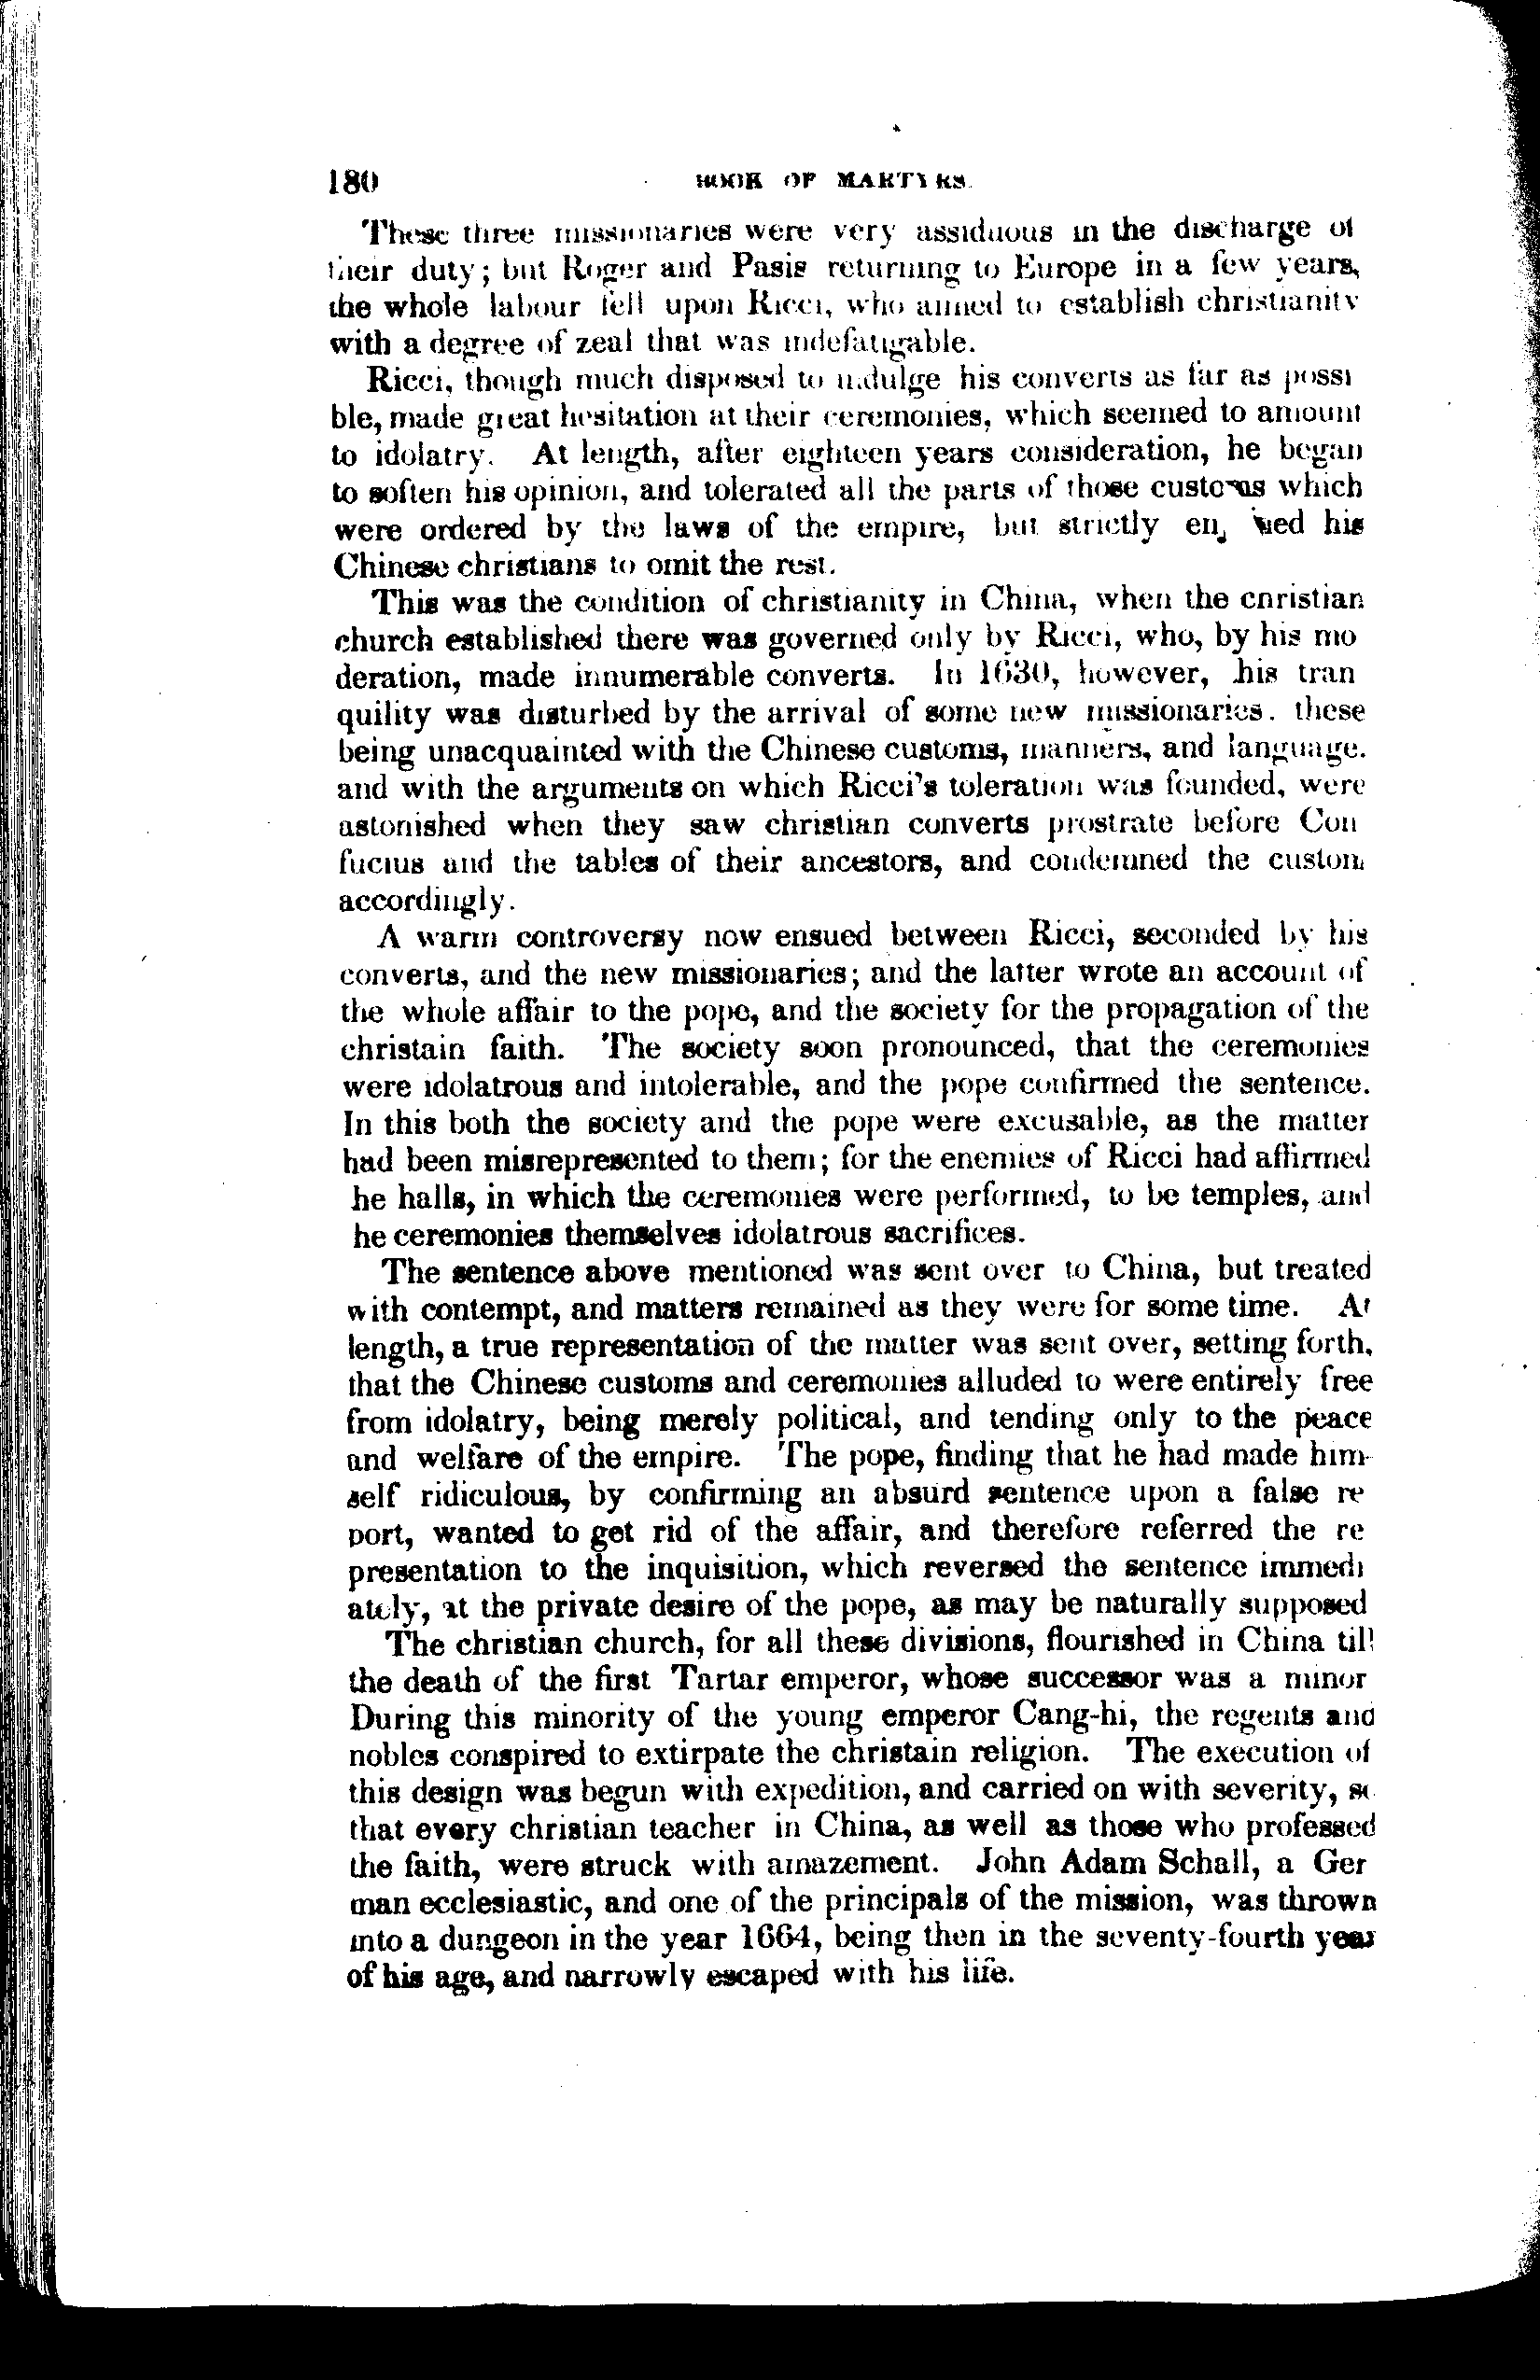 180 BOOK OF MARTYRS
These three missionaries were very assiduous in the discharge of
their duty; but Roger and Pasis returning to Europe in a few years,
the whole labour fell upon Ricci, who aimed to establish christianity
with a degree of zeal that was indefatigable.
Ricci, though much disposed to indulge his converts as far as possi
ble, made great hesitation at their ceremonies, which seemed to amount
to idolatry. At length, after eighteen years consideration, he began
to soften his opinion, and tolerated all the parts of those customs which
were ordered by the laws of the empire, but strictly his
Chinese christians to omit the rest.
This was the condition of christianity in China, when the christian
church established there was governed only by Ricci, who, by his mo
deration, made innumerable converts. In 1630, however, his tran
quility was disturbed by the arrival of some new missionaries. these
being unacquainted with the Chinese customs, manners, and language.
and with the arguments on which Ricci's toleration was founded, were
astonished when they saw christian converts prostrate before Con
fucius and the tables of their ancestors, and condemned the custom
accordingly.
A warm controversy now ensued between Ricci, seconded by his
converts, and the new missionaries; and the latter wrote an account of
the whole affair to the pope, and the society for the propagation of the
christain faith. The society soon pronounced, that the ceremonies
were idolatrous and intolerable, and the pope confirmed the sentence.
In this both the society and the pope were excusable, as the matter
had been misrepresented to them; for the enemies of Ricci had affirmed
he halls, in which the ceremonies were performed, to be temples, and
he ceremonies themselves idolatrous sacrifices.
The sentence above mentioned was sent over to China, but treated
with contempt, and matters remained as they were for some time. At
length, a true representation of the matter was sent over, setting forth,
that the Chinese customs and ceremonies alluded to were entirely free
from idolatry, being merely political, and tending only to the peace
and welfare of the empire. The pope, finding that he had made him-
self ridiculous, by confirming an absurd sentence upon a false re
port, wanted to get rid of the affair, and therefore referred the re
presentation to the inquisition, which reversed the sentence immedi
ately, at the private desire of the pope, as may be naturally supposed
The christian church, for all these divisions, flourished in China till
the death of the first Tartar emperor, whose successor was a minor
During this minority of the young emperor Cang-hi, the regents and
nobles conspired to extirpate the christain religion. The execution of
this design was begun with expedition, and carried on with severity, so
that every christian teacher in China, as well as those who professed
the faith, were struck with amazement. John Adam Schall, a Ger
man ecclesiastic, and one of the principals of the mission, was thrown
into a dungeon in the year 1664, being then in the seventy-fourth year
of his age, and narrowly escaped with his life.